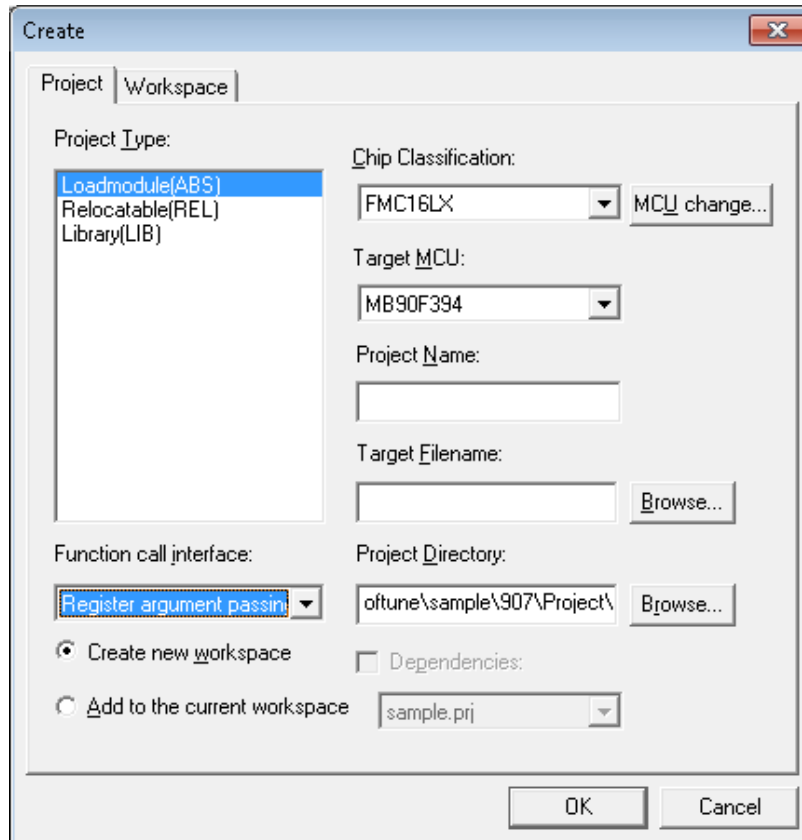 Create
Project
Workspace
Project Type:
Loadmodule(ABS)
Relocatable(REL)
Library(LIB)
Chip Classification:
FMC16LX
MCU change...
Target MCU:
MB90F394
Project Name:
Target Filename:
Browse...
Function call interface:
Register argument passin
Project Directory:
oftune\sample\907\Project\
Browse...
Create new workspace
Add to the current workspace
Dependencies:
sample.prj
OK
Cancel